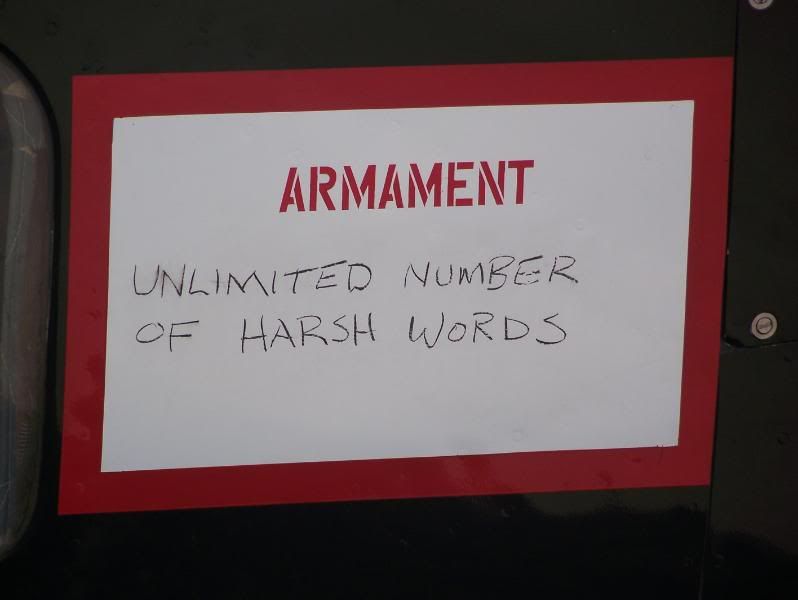 ARMAMENT
UNLIMITED NUMBER
OF HARSH WORDS